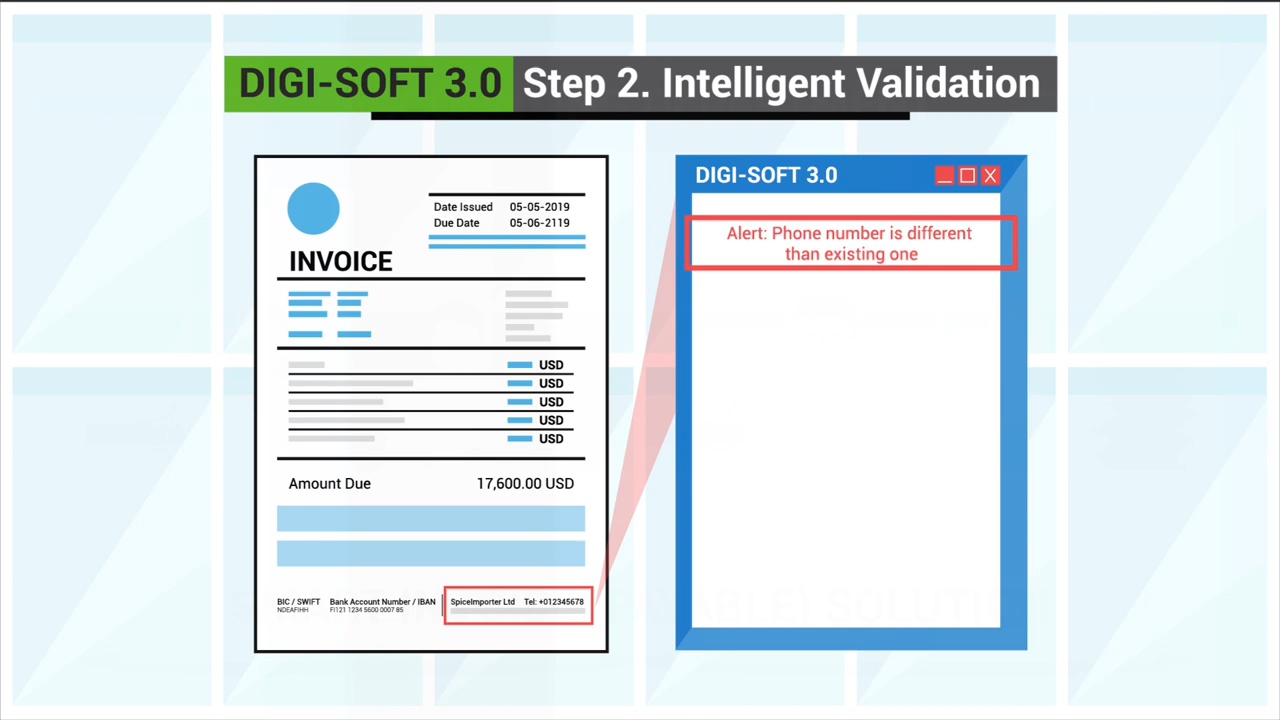 DIGI-SOFT 3.0 Step 2. Intelligent Validation
Date Issued 05-05-2019
Due Date 05-06-2119
INVOICE
USD
USD
USD
USD
USD
Amount Due 17,600.00 USD
BIC / SWIFT Bank Account Number / IBAN SpiceImporter Ltd Tel: +012345678
NDEAFIHH FI121 1234 5600 0007 85
DIGI-SOFT 3.0
Alert: Phone number is different
than existing one